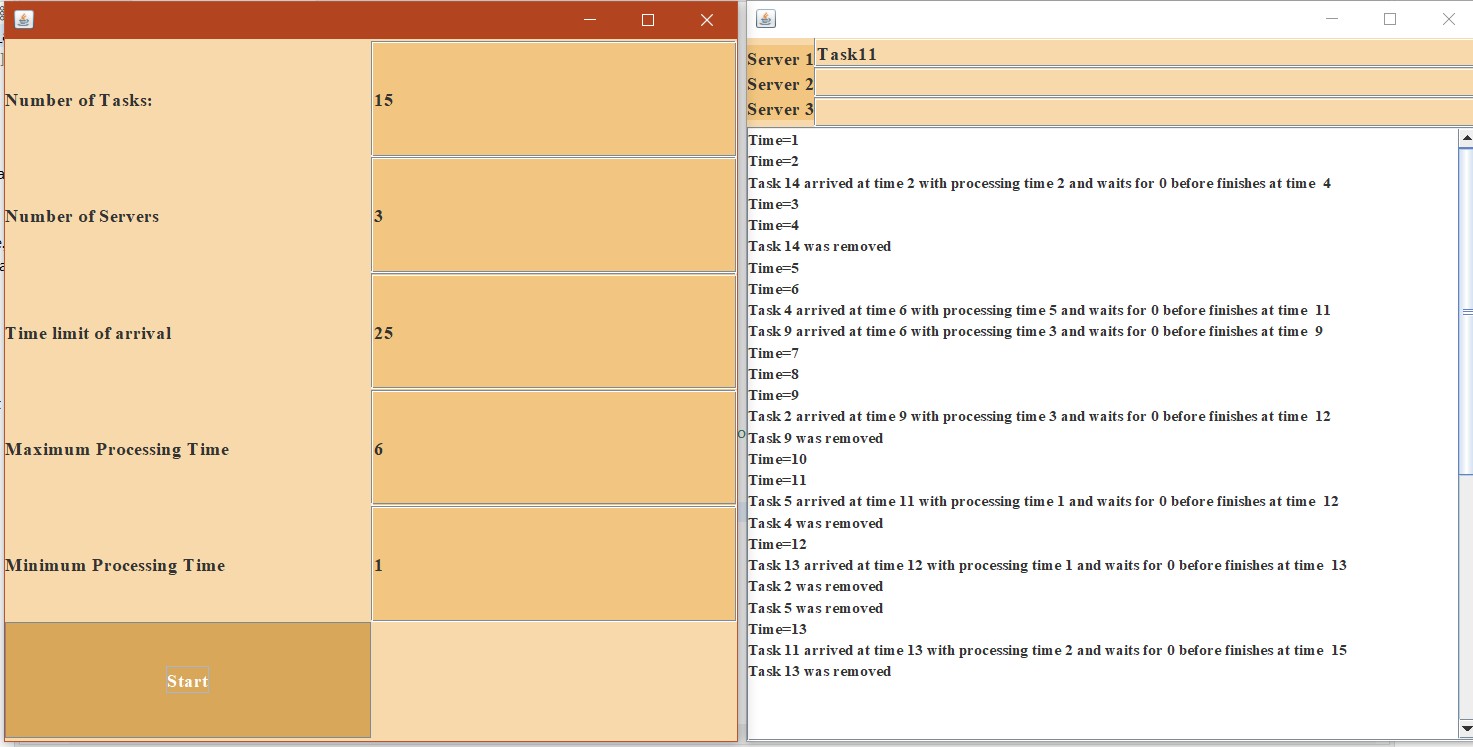 Number of Tasks:
15
Number of Servers
3
Time limit of arrival
25
Maximum Processing Time
6
Minimum Processing Time
1
Start
Server 1
Task11
Server 2
Server 3
Time=1
Time=2
Task 14 arrived at time 2 with processing time 2 and waits for 0 before finishes at time  4
Time=3
Time=4
Task 14 was removed
Time=5
Time=6
Task 4 arrived at time 6 with processing time 5 and waits for 0 before finishes at time  11
Task 9 arrived at time 6 with processing time 3 and waits for 0 before finishes at time  9
Time=7
Time=8
Time=9
Task 2 arrived at time 9 with processing time 3 and waits for 0 before finishes at time  12
Task 9 was removed
Time=10
Time=11
Task 5 arrived at time 11 with processing time 1 and waits for 0 before finishes at time  12
Task 4 was removed
Time=12
Task 13 arrived at time 12 with processing time 1 and waits for 0 before finishes at time  13
Task 2 was removed
Task 5 was removed
Time=13
Task 11 arrived at time 13 with processing time 2 and waits for 0 before finishes at time  15
Task 13 was removed